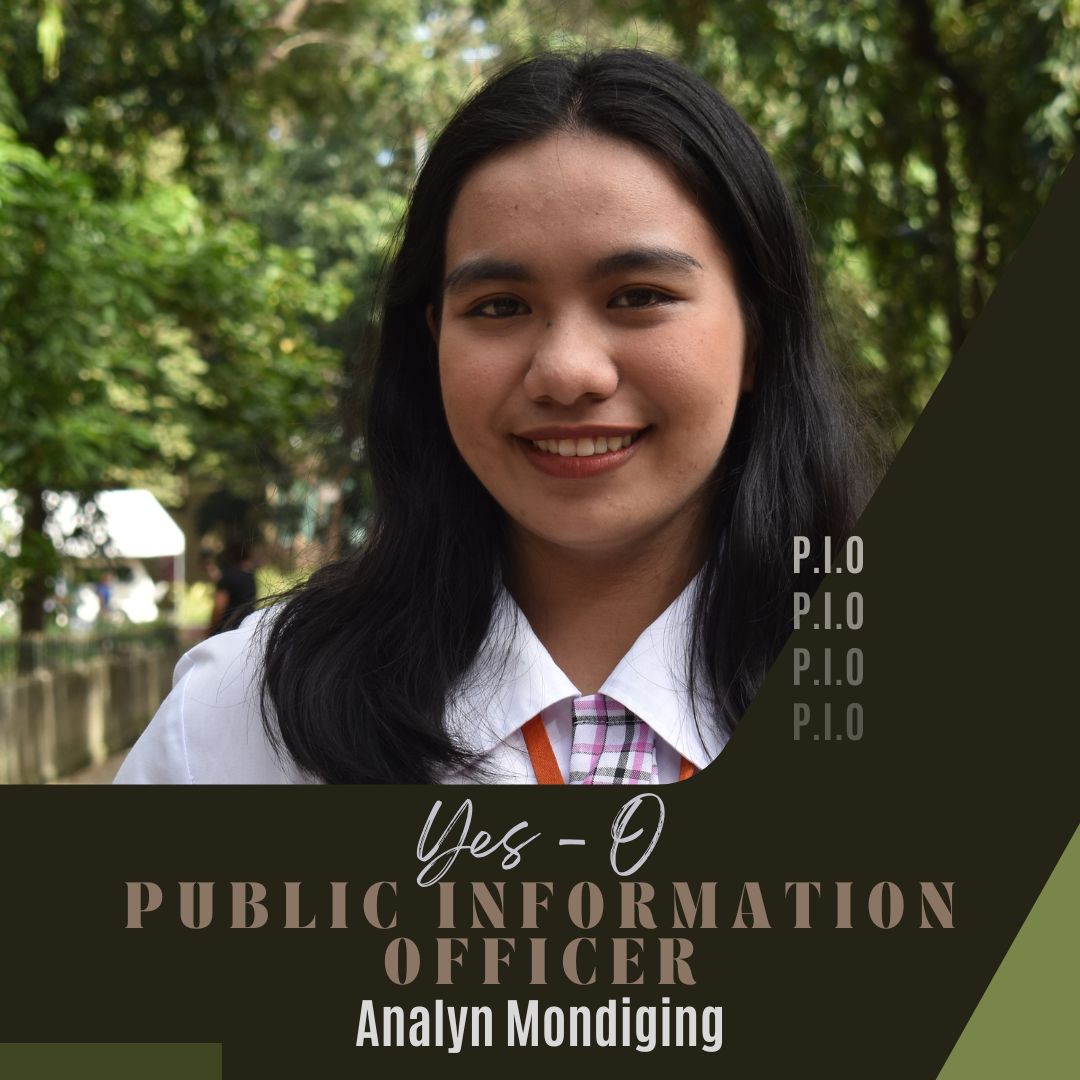 P.I.O
P.I.O
P.I.O
P.I.O
Yes - O
PUBLIC INFORMATION
OFFICER
Analyn Mondiging